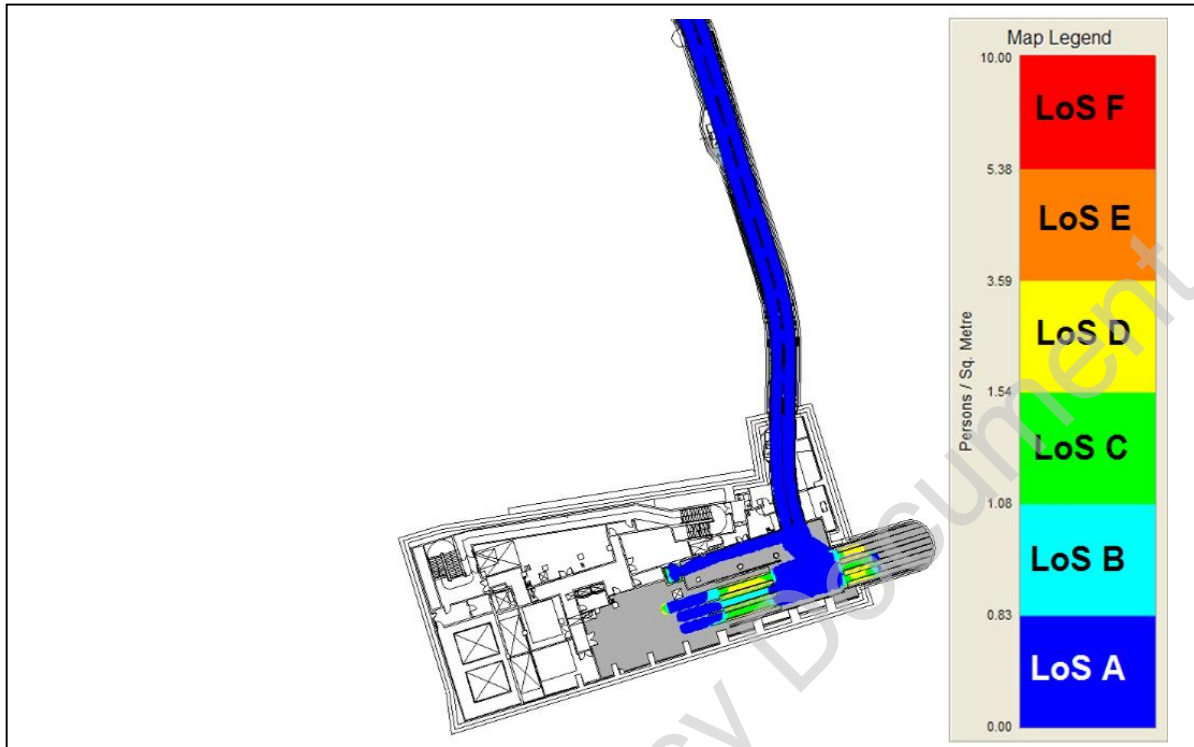 Map Legend
10.00
LoS F
5.38
LoS E
3.59
LoS D
1.54
LoS C
1.08
LoS B
0.83
LoS A
0.00
Persons / Sq. Metre
Document